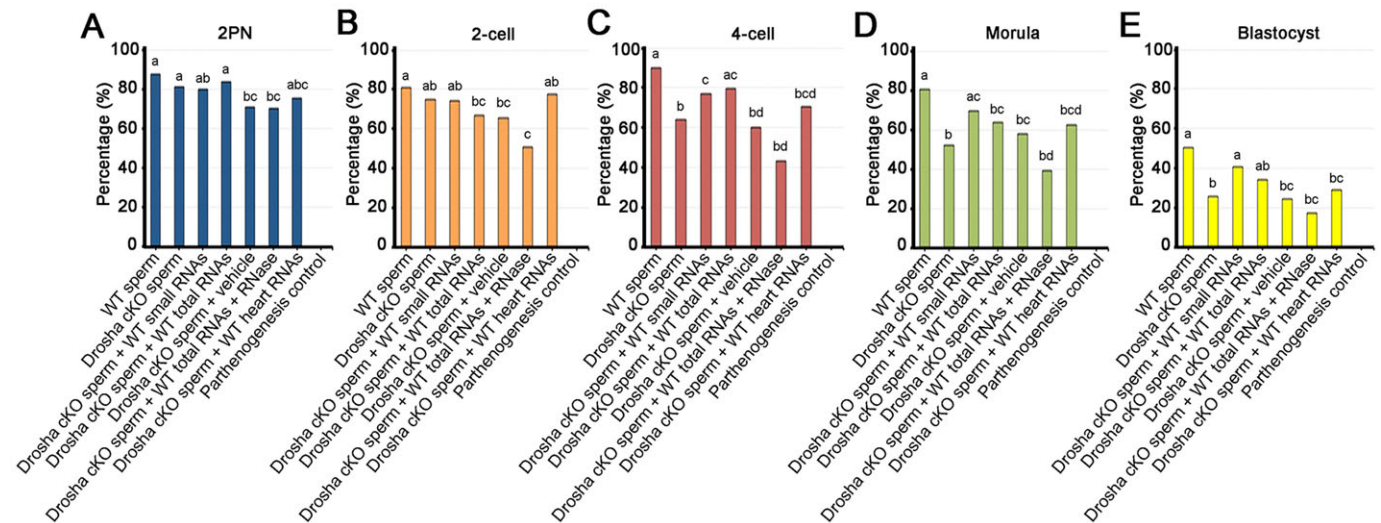 A
2PN
Percentage (%)
100
80
60
40
20
0
a
a
ab
a
bc
bc
abc
WT sperm
Drosha cKO sperm
Drosha cKO sperm + WT small RNAs
Drosha cKO sperm + WT total RNAs
Drosha cKO sperm + vehicle
Drosha cKO sperm + WT total RNAs + RNase
Drosha cKO sperm + WT heart RNAs
Parthenogenesis control
B
2-cell
Percentage (%)
100
80
60
40
20
0
a
ab
ab
bc
bc
c
ab
WT sperm
Drosha cKO sperm
Drosha cKO sperm + WT small RNAs
Drosha cKO sperm + WT total RNAs
Drosha cKO sperm + vehicle
Drosha cKO sperm + WT total RNAs + RNase
Drosha cKO sperm + WT heart RNAs
Parthenogenesis control
C
4-cell
Percentage (%)
100
80
60
40
20
0
a
b
c
ac
bd
bd
bcd
WT sperm
Drosha cKO sperm
Drosha cKO sperm + WT small RNAs
Drosha cKO sperm + WT total RNAs
Drosha cKO sperm + vehicle
Drosha cKO sperm + WT total RNAs + RNase
Drosha cKO sperm + WT heart RNAs
Parthenogenesis control
D
Morula
Percentage (%)
100
80
60
40
20
0
a
b
ac
bc
bc
bd
bcd
WT sperm
Drosha cKO sperm
Drosha cKO sperm + WT small RNAs
Drosha cKO sperm + WT total RNAs
Drosha cKO sperm + vehicle
Drosha cKO sperm + WT total RNAs + RNase
Drosha cKO sperm + WT heart RNAs
Parthenogenesis control
E
Blastocyst
Percentage (%)
100
80
60
40
20
0
a
b
a
ab
bc
bc
bc
WT sperm
Drosha cKO sperm
Drosha cKO sperm + WT small RNAs
Drosha cKO sperm + WT total RNAs
Drosha cKO sperm + vehicle
Drosha cKO sperm + WT total RNAs + RNase
Drosha cKO sperm + WT heart RNAs
Parthenogenesis control